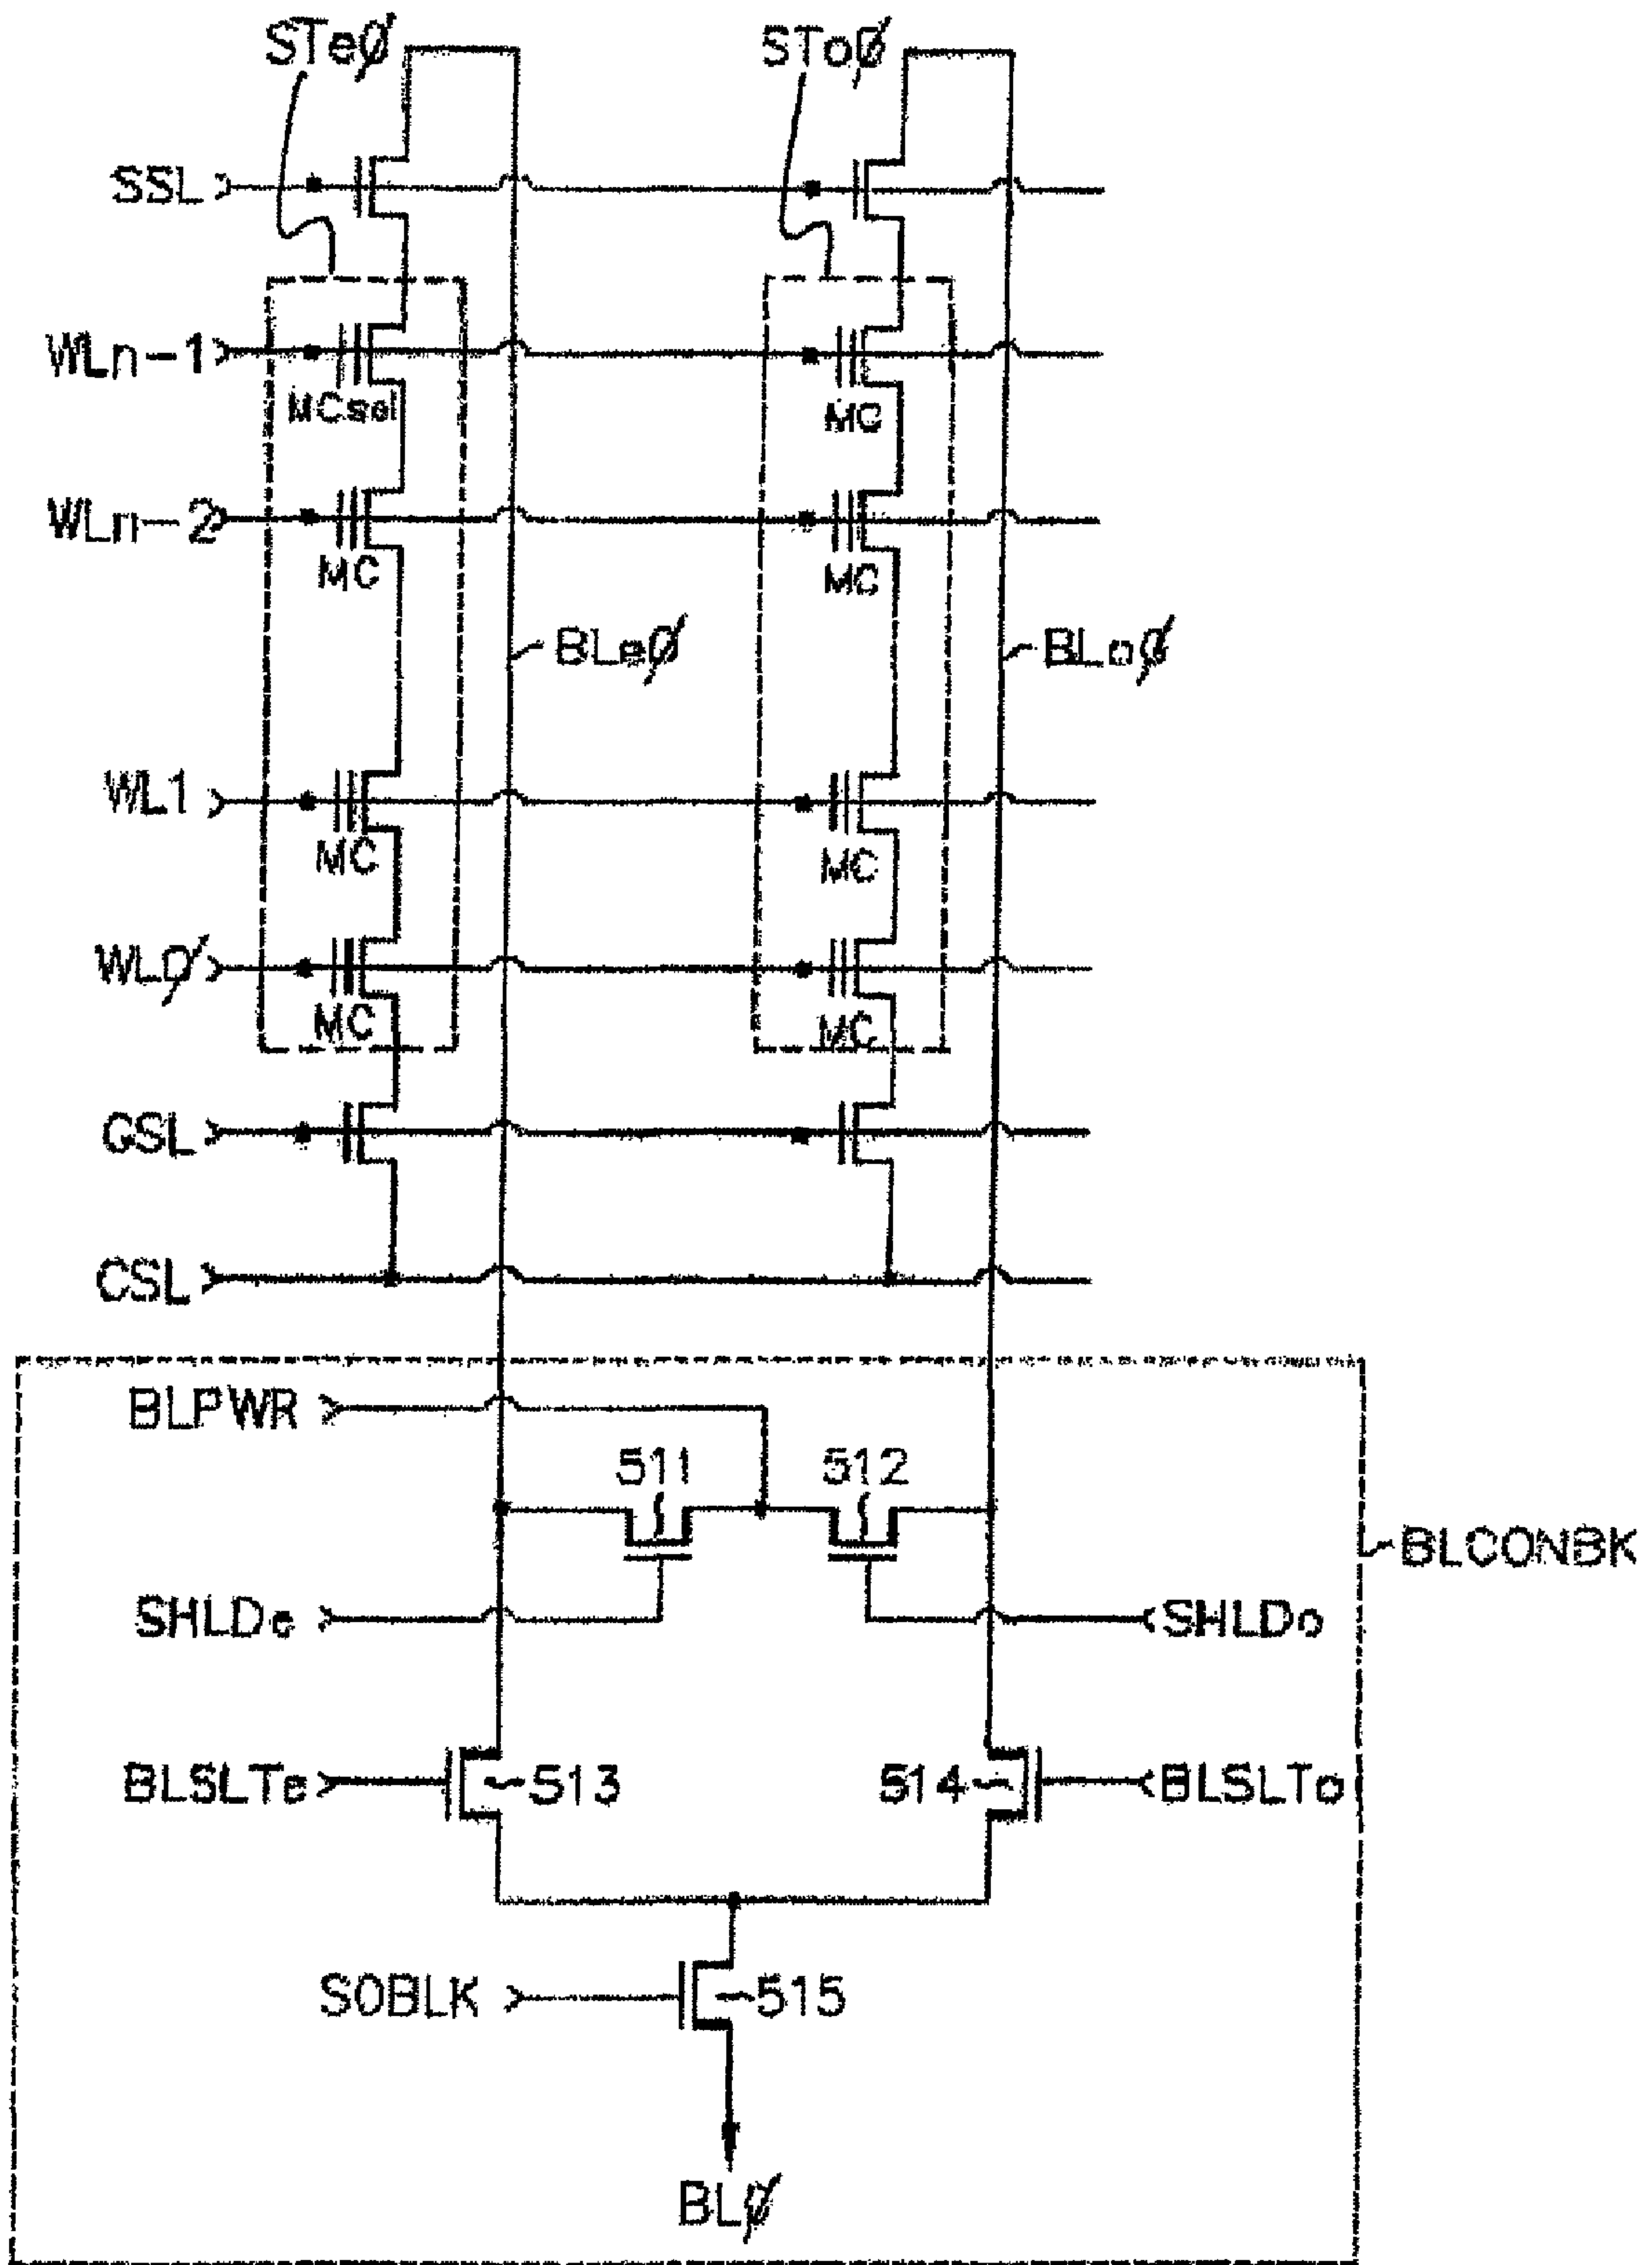 STe0 STo0
SSL
WLn-1
MCsel MC
WLn-2
MC MC
BLe0 BLo0
WL1
MC MC
WL0
MC MC
GSL
CSL
BLPWR
511 512
BLCONBK
SHLDe SHLDo
BLSLTe 513 514 BLSLTo
SOBLK 515
BL0